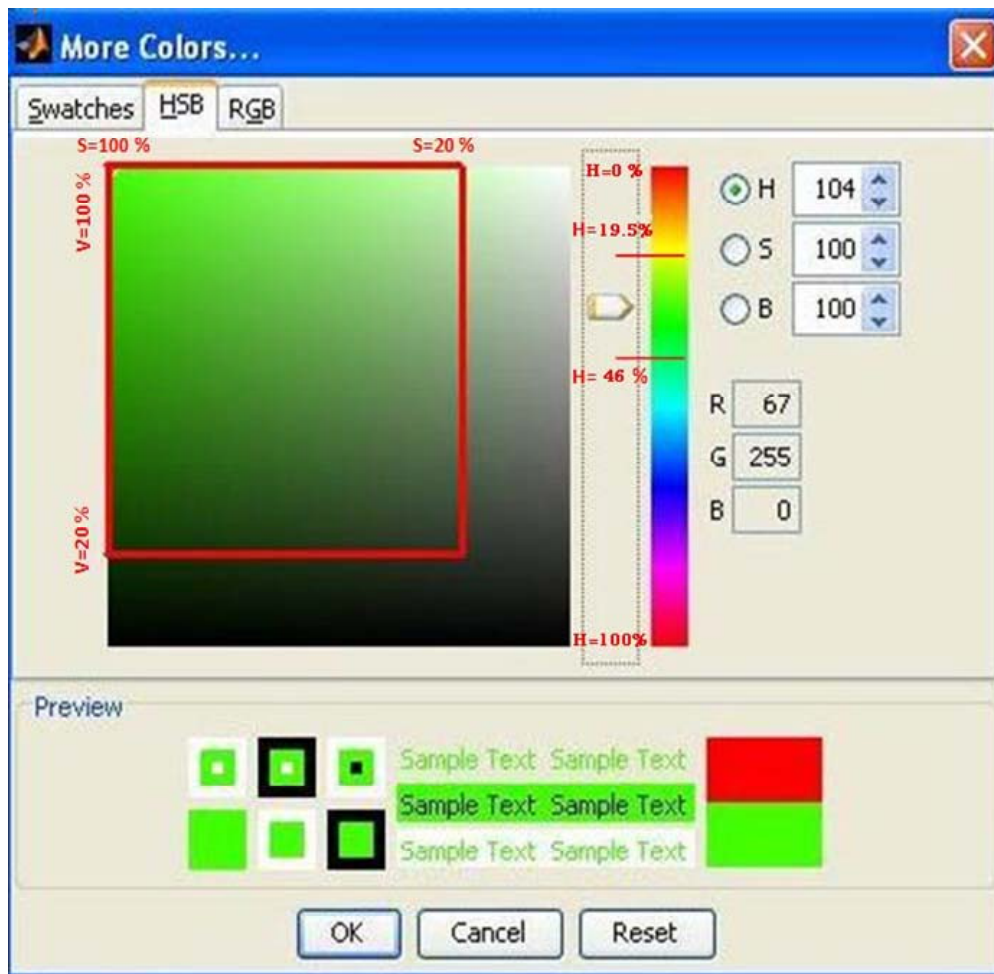 More Colors...
Swatches HSB RGB
S=100 % S=20 %
V=100 %
V=20 %
H=0 %
H=19.5%
H= 46 %
H=100%
H 104
S 100
B 100
R 67
G 255
B 0
Preview
Sample Text Sample Text
Sample Text Sample Text
Sample Text Sample Text
OK Cancel Reset